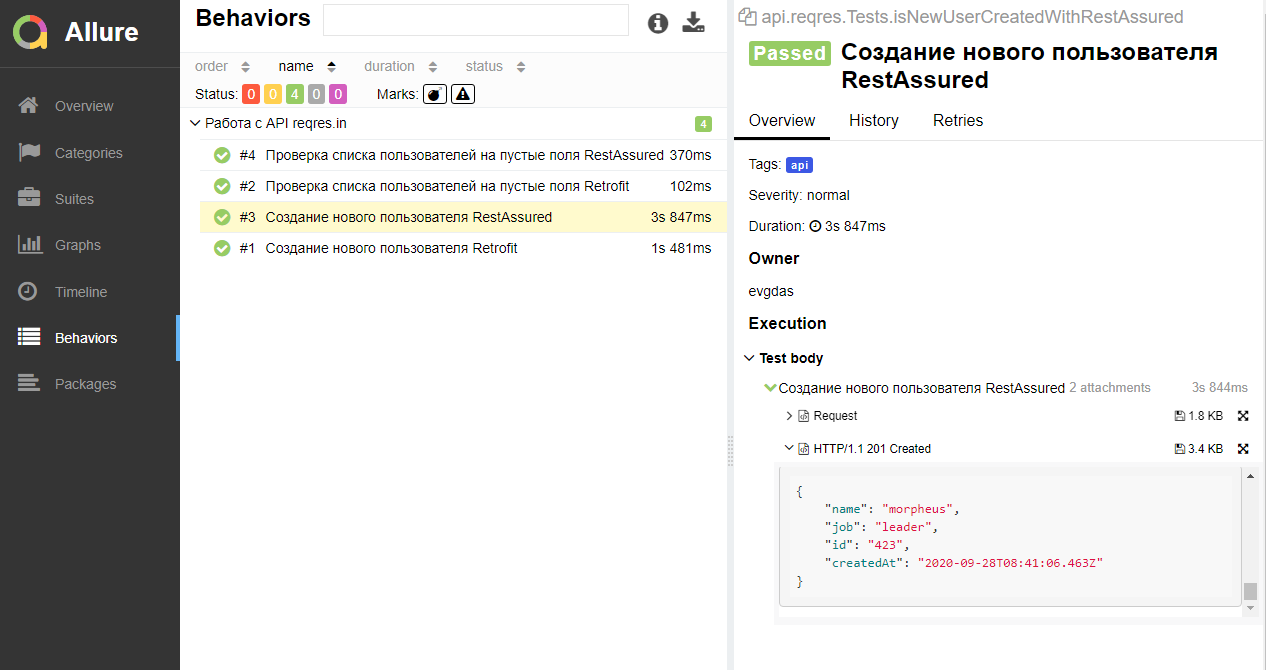 Allure
Overview
Categories
Suites
Graphs
Timeline
Behaviors
Packages
Behaviors
order name duration status
Status: 0 0 4 0 0 Marks:
Работа с API reqres.in 4
#4 Проверка списка пользователей на пустые поля RestAssured 370ms
#2 Проверка списка пользователей на пустые поля Retrofit 102ms
#3 Создание нового пользователя RestAssured 3s 847ms
#1 Создание нового пользователя Retrofit 1s 481ms
api.reqres.Tests.isNewUserCreatedWithRestAssured
Passed Создание нового пользователя
RestAssured
Overview History Retries
Tags: api
Severity: normal
Duration: 3s 847ms
Owner
evgdas
Execution
Test body
Создание нового пользователя RestAssured 2 attachments 3s 844ms
Request 1.8 KB
HTTP/1.1 201 Created 3.4 KB
{
"name": "morpheus",
"job": "leader",
"id": "423",
"createdAt": "2020-09-28T08:41:06.463Z"
}